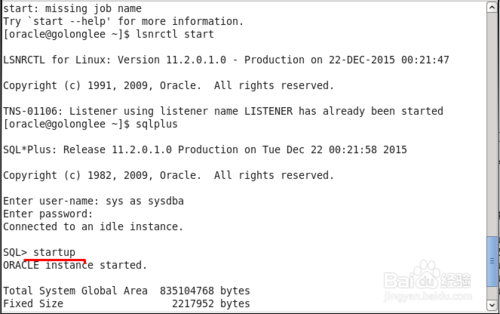 start: missing job name
Try `start --help' for more information.
[oracle@golonglee ~]$ lsnrctl start
LSNRCTL for Linux: Version 11.2.0.1.0 - Production on 22-DEC-2015 00:21:47
Copyright (c) 1991, 2009, Oracle.  All rights reserved.
TNS-01106: Listener using listener name LISTENER has already been started
[oracle@golonglee ~]$ sqlplus
SQL*Plus: Release 11.2.0.1.0 Production on Tue Dec 22 00:21:58 2015
Copyright (c) 1982, 2009, Oracle.  All rights reserved.
Enter user-name: sys as sysdba
Enter password:
Connected to an idle instance.
SQL> startup
ORACLE instance started.
Total System Global Area  835104768 bytes
Fixed Size                  2217952 bytes
Baidu 经验
jingyan.baidu.com